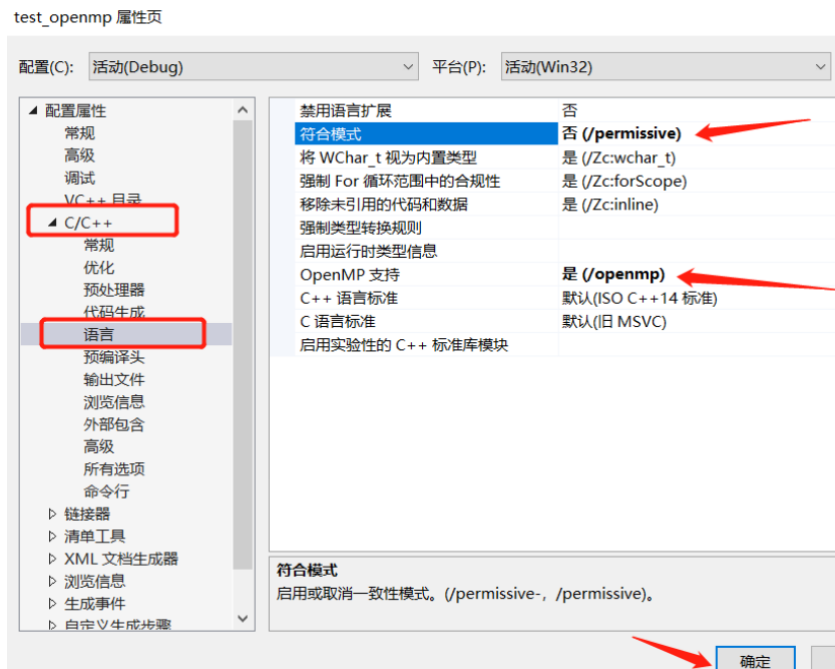 test_openmp 属性页
配置(C): 活动(Debug) 平台(P): 活动(Win32)
配置属性
常规
高级
调试
VC++ 目录
C/C++
常规
优化
预处理器
代码生成
语言
预编译头
输出文件
浏览信息
外部包含
高级
所有选项
命令行
链接器
清单工具
XML 文档生成器
浏览信息
生成事件
自定义生成步骤
禁用语言扩展 否
符合模式 否 (/permissive)
将 WChar_t 视为内置类型 是 (/Zc:wchar_t)
强制 For 循环范围中的合规性 是 (/Zc:forScope)
移除未引用的代码和数据 是 (/Zc:inline)
强制类型转换规则
启用运行时类型信息
OpenMP 支持 是 (/openmp)
C++ 语言标准 默认(ISO C++14 标准)
C 语言标准 默认(旧 MSVC)
启用实验性的 C++ 标准库模块
符合模式
启用或取消一致性模式。(/permissive-，/permissive)。
确定